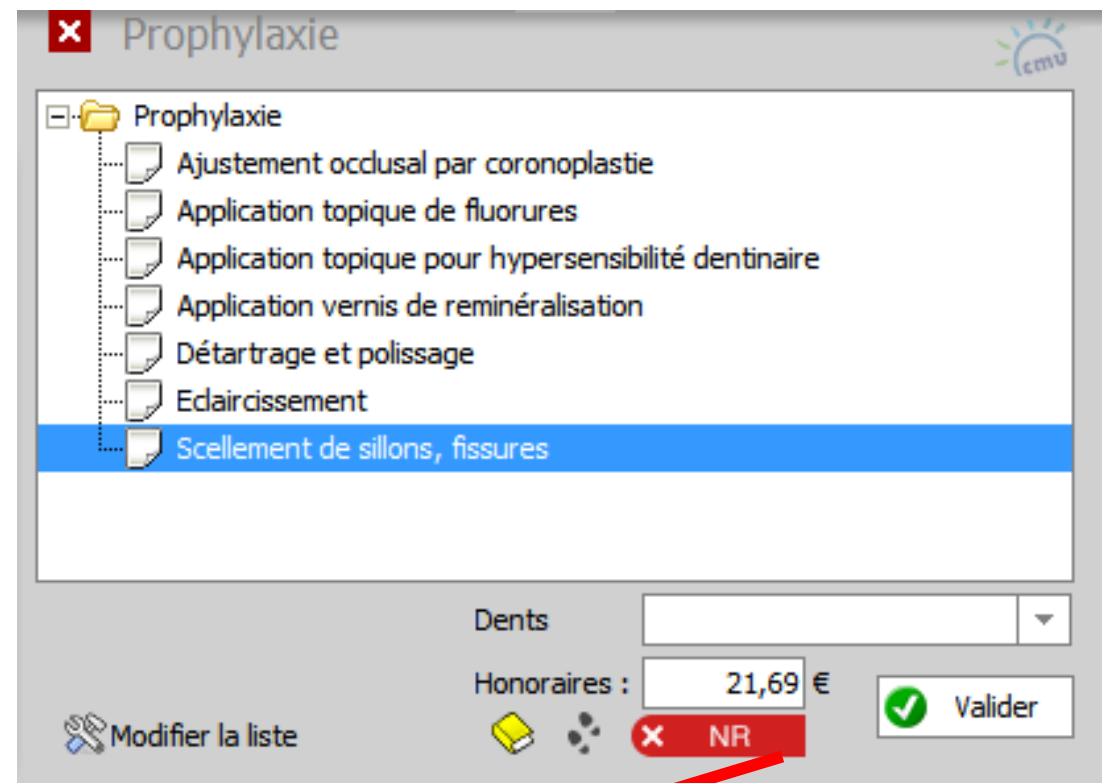 Prophylaxie
cmu
Prophylaxie
Ajustement occlusal par coronoplastie
Application topique de fluorures
Application topique pour hypersensibilité dentinaire
Application vernis de reminéralisation
Détartrage et polissage
Eclaircissement
Scellement de sillons, fissures
Dents
Honoraires : 21,69 €
Valider
Modifier la liste
NR